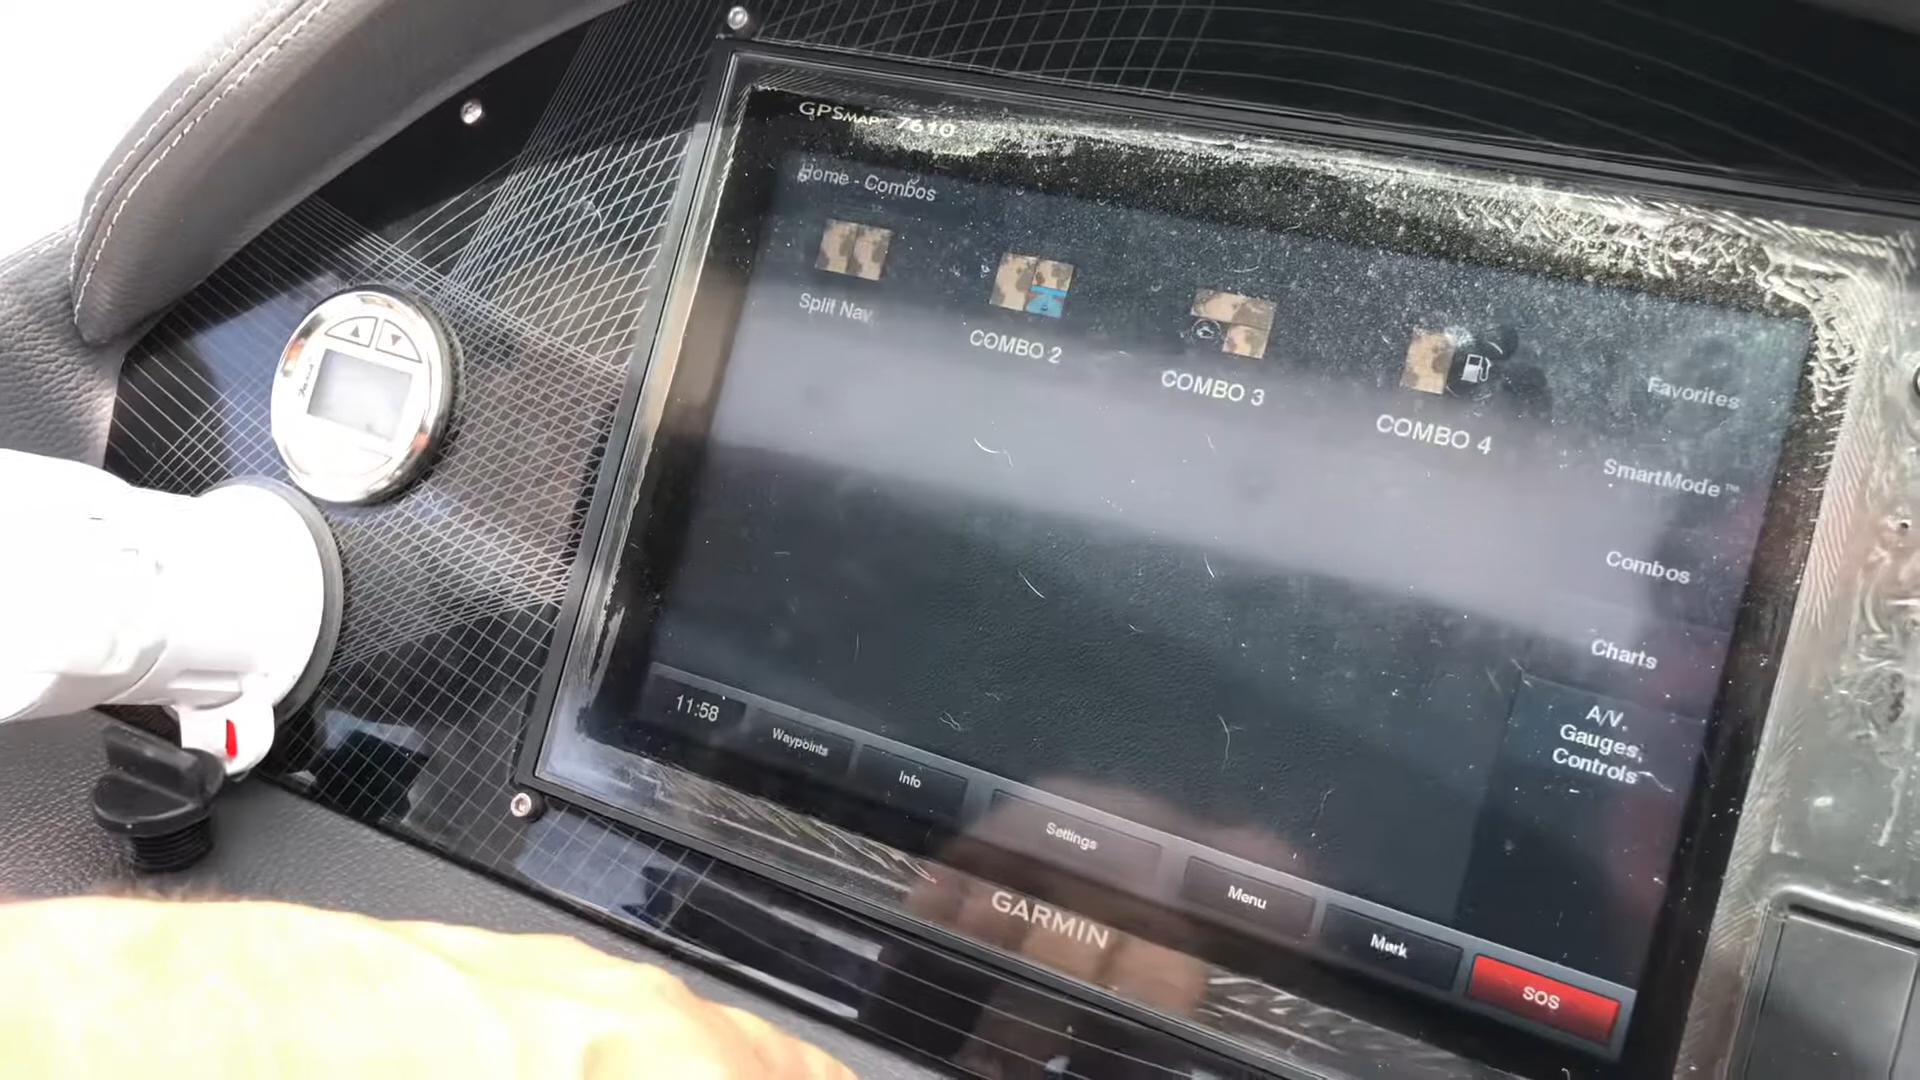 GPSMAP 7610
Home - Combos
Split Nav
COMBO 2
COMBO 3
COMBO 4
Favorites
SmartMode™
Combos
Charts
A/V,
Gauges,
Controls
11:58
Waypoints
Info
Settings
Menu
Mark
SOS
GARMIN